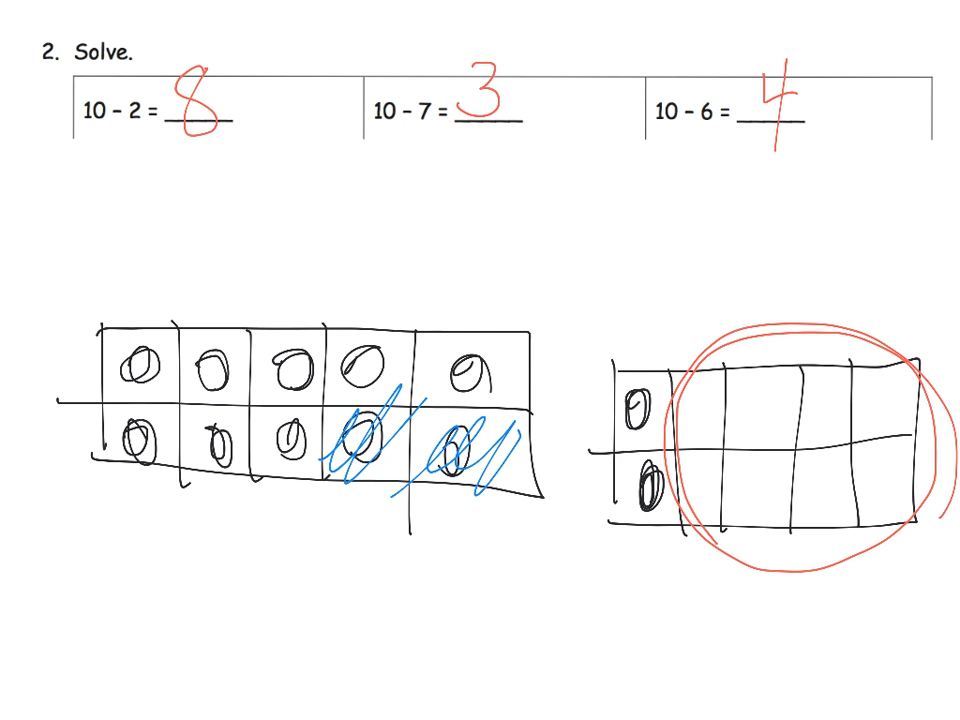 2. Solve.
10 - 2 = 8 10 - 7 = 3 10 - 6 = 4